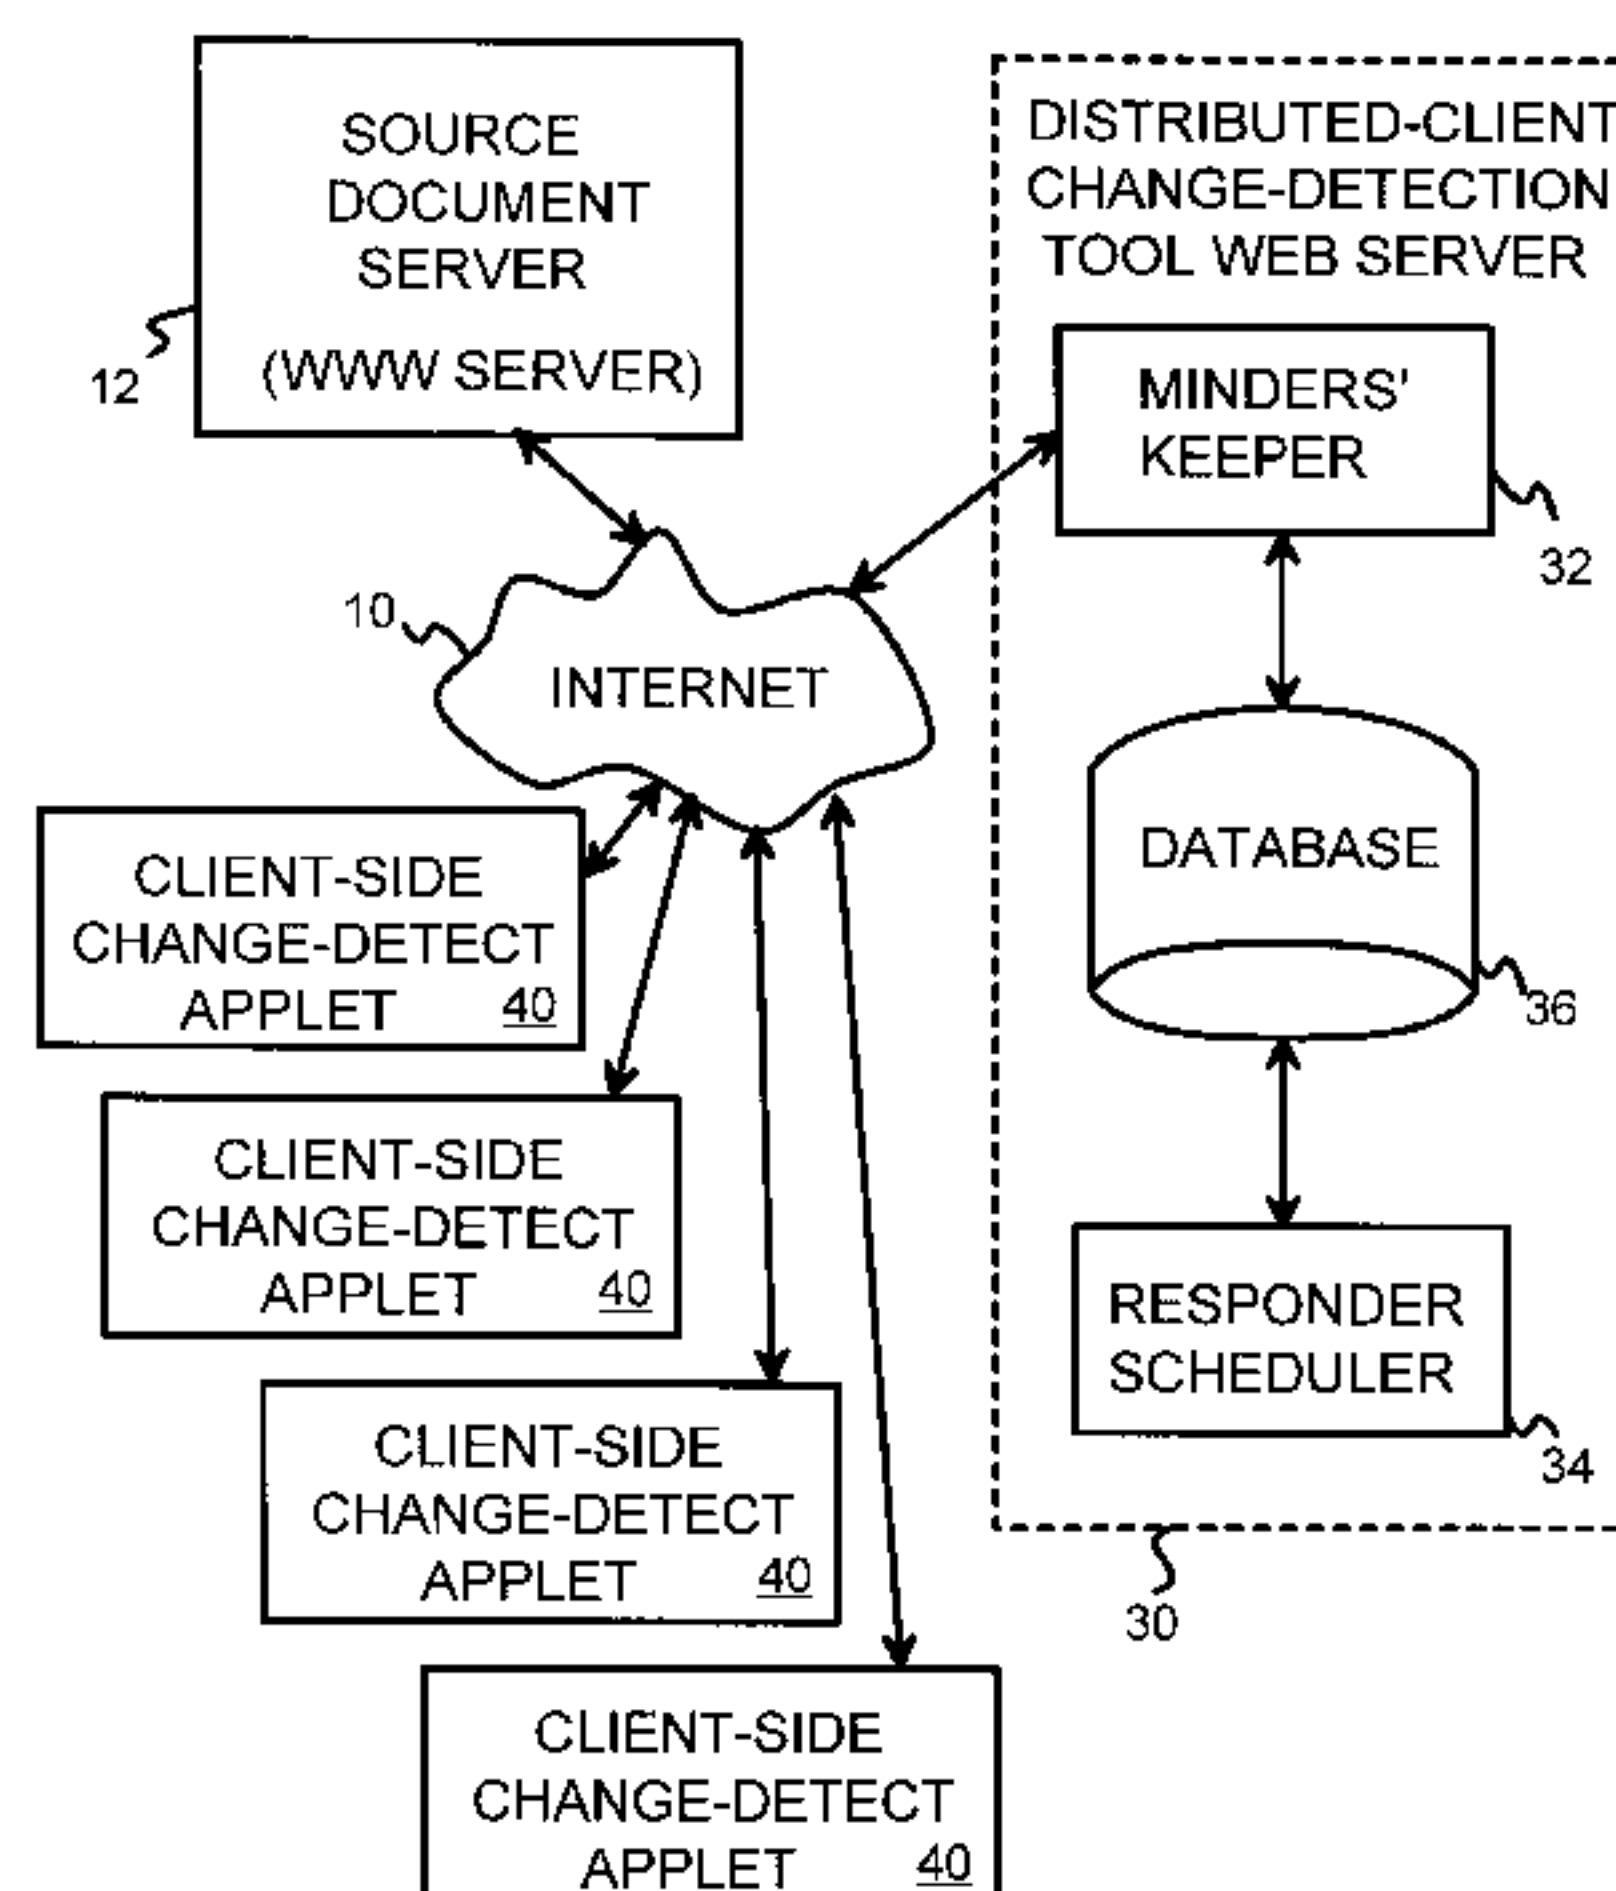 SOURCE
DOCUMENT
SERVER
(WWW SERVER)
12
DISTRIBUTED-CLIENT
CHANGE-DETECTION
TOOL WEB SERVER
MINDERS'
KEEPER
32
10
INTERNET
DATABASE
36
RESPONDER
SCHEDULER
34
30
CLIENT-SIDE
CHANGE-DETECT
APPLET 40
CLIENT-SIDE
CHANGE-DETECT
APPLET 40
CLIENT-SIDE
CHANGE-DETECT
APPLET 40
CLIENT-SIDE
CHANGE-DETECT
APPLET 40